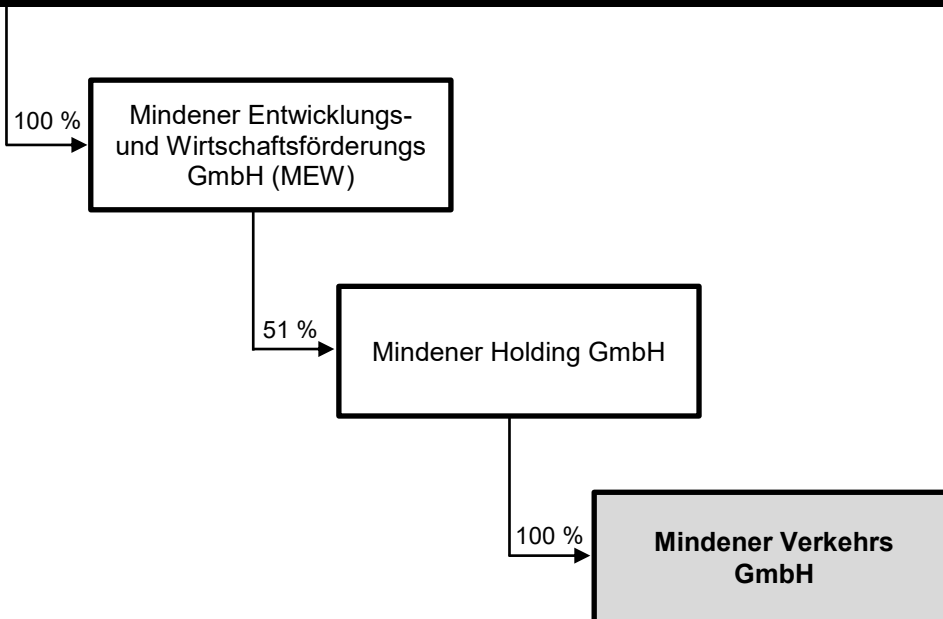 100 %
Mindener Entwicklungs-
und Wirtschaftsförderungs
GmbH (MEW)
51 %
Mindener Holding GmbH
100 %
Mindener Verkehrs
GmbH